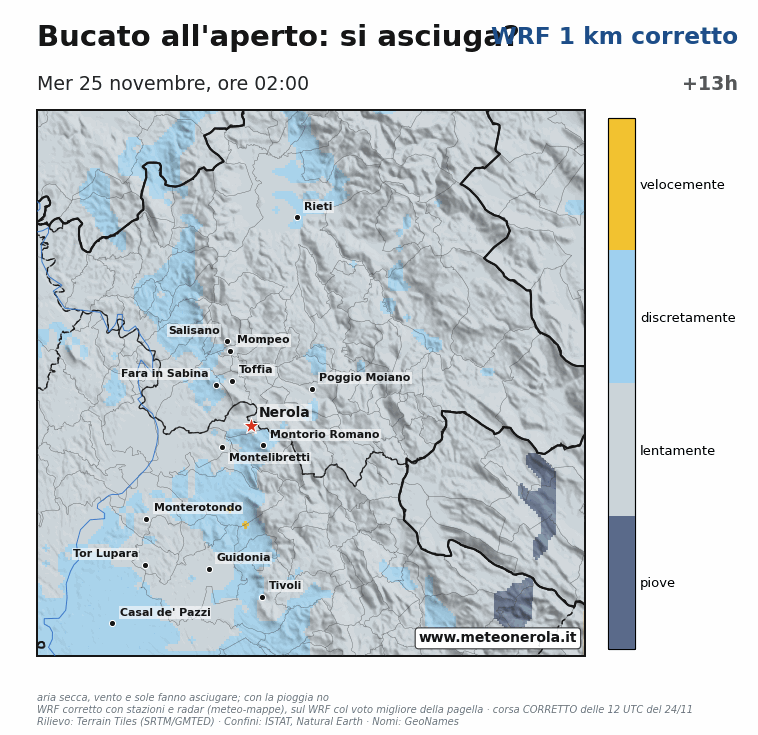 Bucato all'aperto: si asciuga?
WRF 1 km corretto
Mer 25 novembre, ore 02:00
+13h
velocemente
Rieti
discretamente
Salisano
Mompeo
Toffia
Fara in Sabina
Poggio Moiano
Nerola
Montorio Romano
lentamente
Montelibretti
Monterotondo
Tor Lupara
Guidonia
piove
Tivoli
Casal de' Pazzi
www.meteonerola.it
aria secca, vento e sole fanno asciugare; con la pioggia no
WRF corretto con stazioni e radar (meteo-mappe), sul WRF col voto migliore della pagella · corsa CORRETTO delle 12 UTC del 24/11
Rilievo: Terrain Tiles (SRTM/GMTED) · Confini: ISTAT, Natural Earth · Nomi: GeoNames